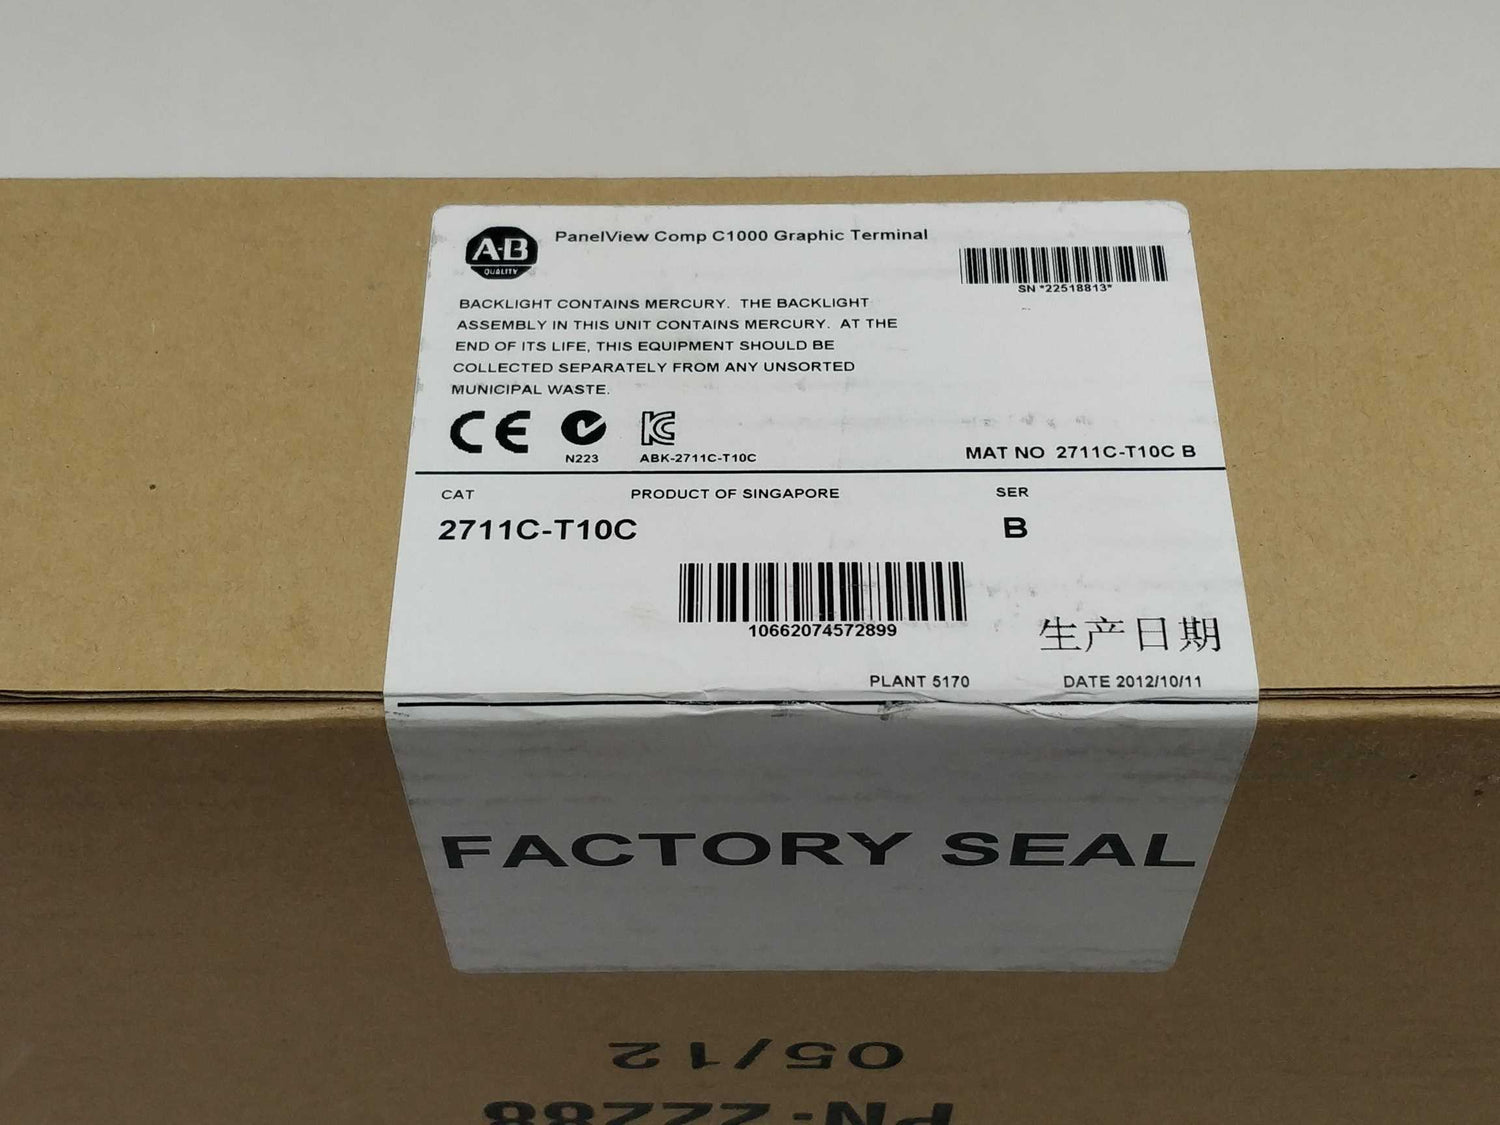 A-B
QUALITY
PanelView Comp C1000 Graphic Terminal
SN *22518813*
BACKLIGHT CONTAINS MERCURY. THE BACKLIGHT
ASSEMBLY IN THIS UNIT CONTAINS MERCURY. AT THE
END OF ITS LIFE, THIS EQUIPMENT SHOULD BE
COLLECTED SEPARATELY FROM ANY UNSORTED
MUNICIPAL WASTE.
CE
N223
ABK-2711C-T10C
MAT NO 2711C-T10C B
CAT
PRODUCT OF SINGAPORE
SER
2711C-T10C
B
10662074572899
生产日期
PLANT 5170
DATE 2012/10/11
FACTORY SEAL
05/12
PN-22288